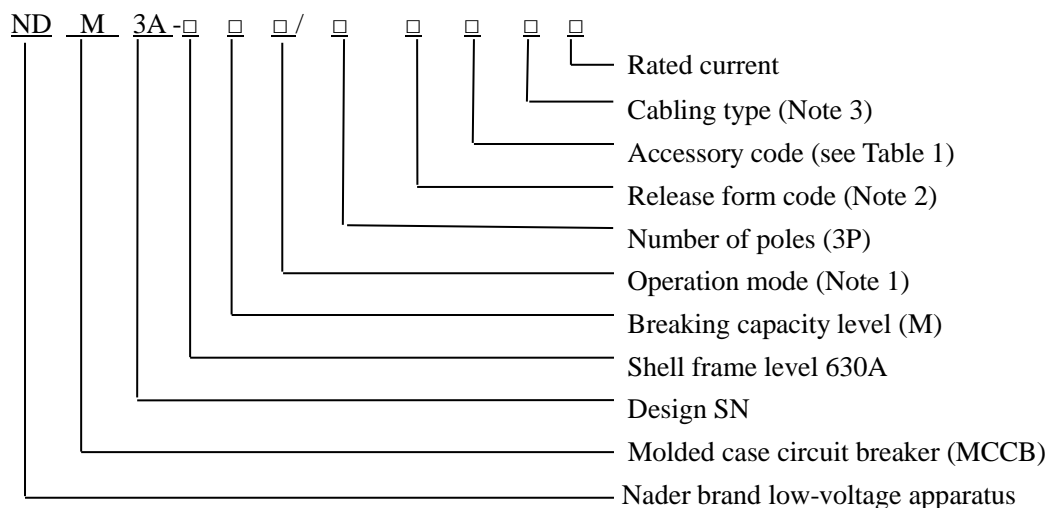 ND M 3A-□ □ □/ □ □ □ □ □
Rated current
Cabling type (Note 3)
Accessory code (see Table 1)
Release form code (Note 2)
Number of poles (3P)
Operation mode (Note 1)
Breaking capacity level (M)
Shell frame level 630A
Design SN
Molded case circuit breaker (MCCB)
Nader brand low-voltage apparatus